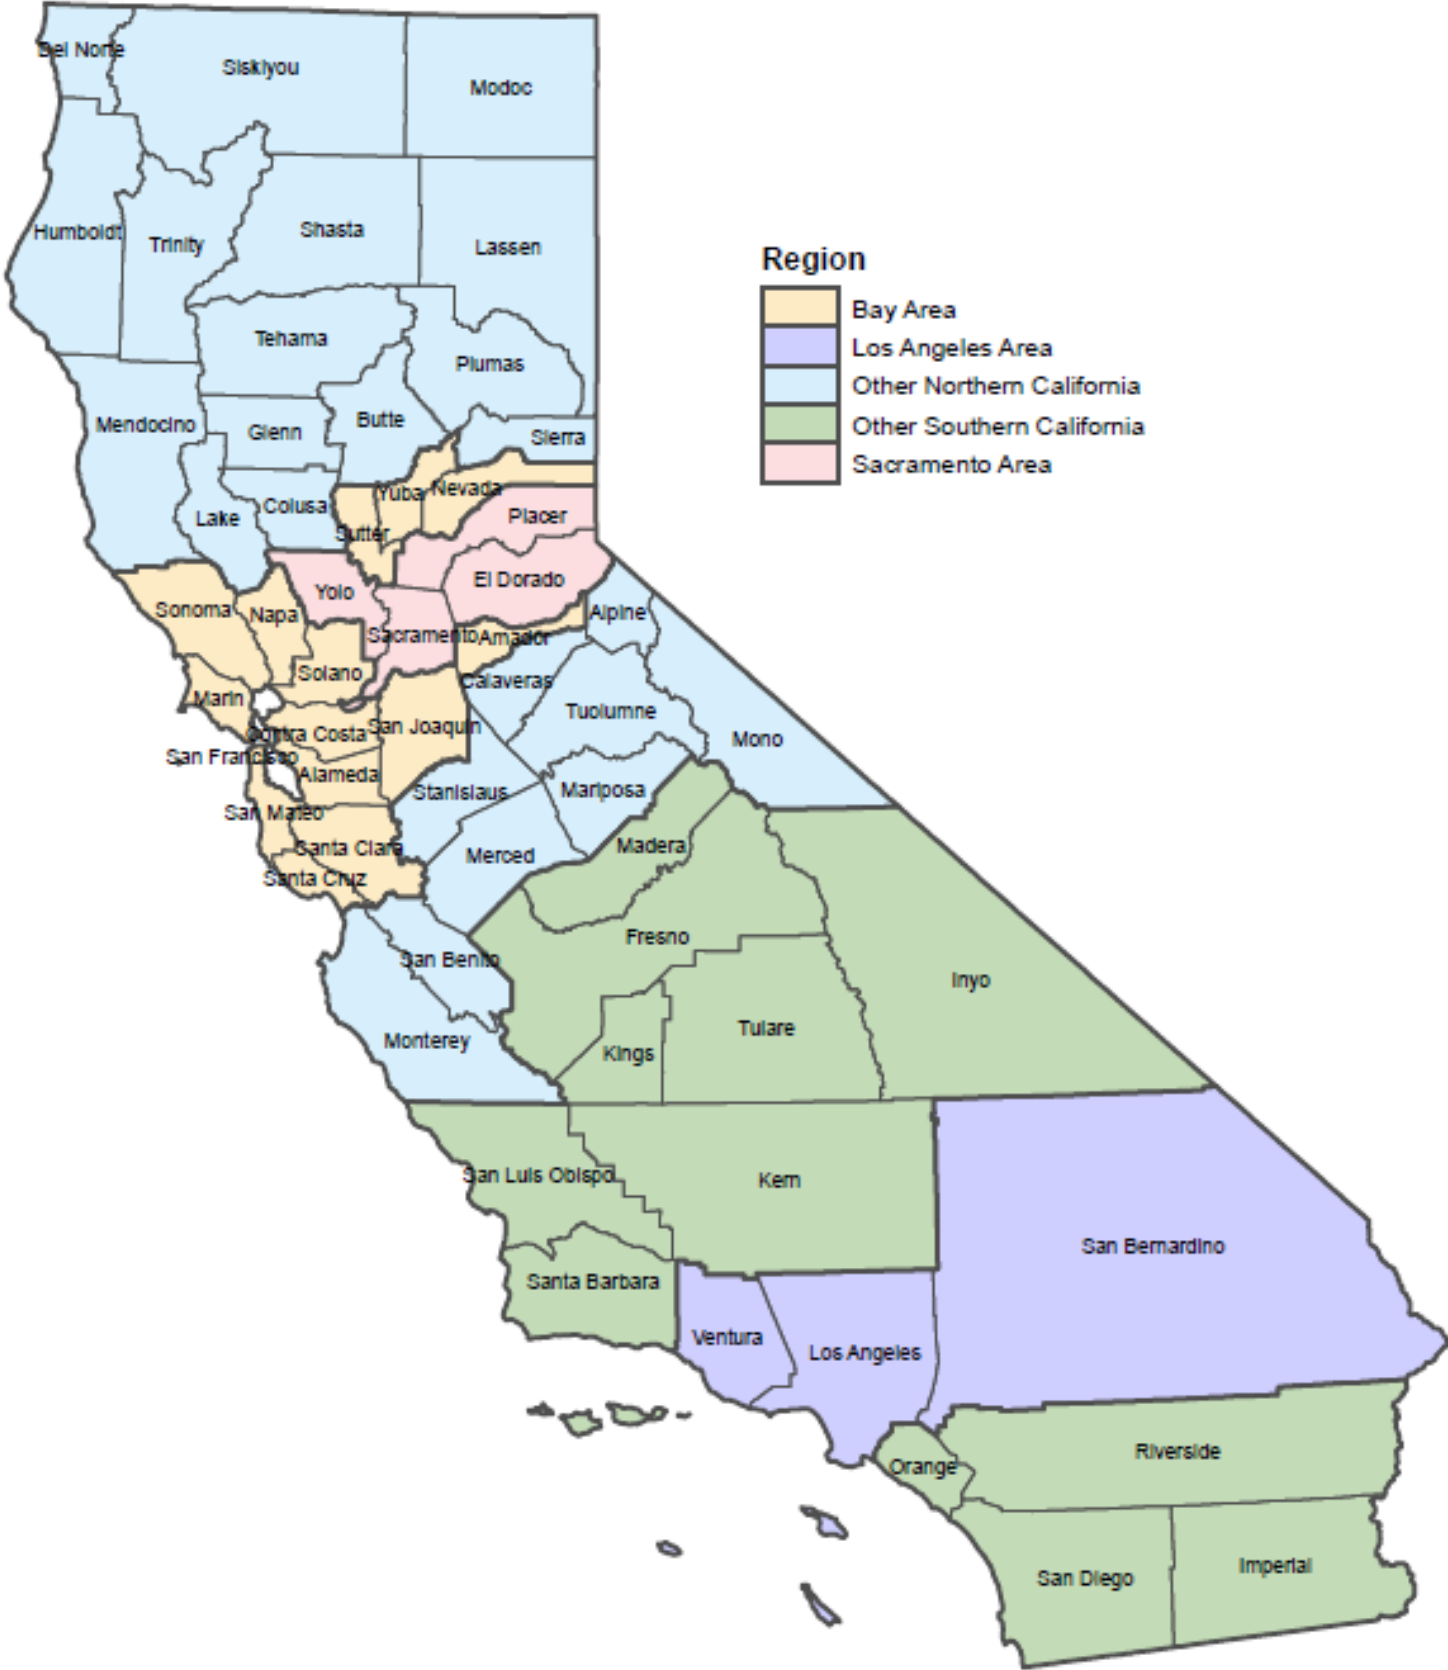 Del Norte
Siskiyou
Modoc
Humboldt
Trinity
Shasta
Lassen
Region
Bay Area
Los Angeles Area
Other Northern California
Other Southern California
Sacramento Area
Tehama
Plumas
Mendocino
Glenn
Butte
Sierra
Lake
Colusa
Yuba
Nevada
Sutter
Placer
Yolo
El Dorado
Sonoma
Napa
Sacramento
Amador
Alpine
Solano
Marin
Calaveras
Contra Costa
San Joaquin
Tuolumne
Mono
San Francisco
Alameda
Stanislaus
Mariposa
San Mateo
Santa Clara
Merced
Madera
Santa Cruz
Fresno
San Benito
Inyo
Monterey
Kings
Tulare
San Luis Obispo
Kern
San Bernardino
Santa Barbara
Ventura
Los Angeles
Orange
Riverside
San Diego
Imperial